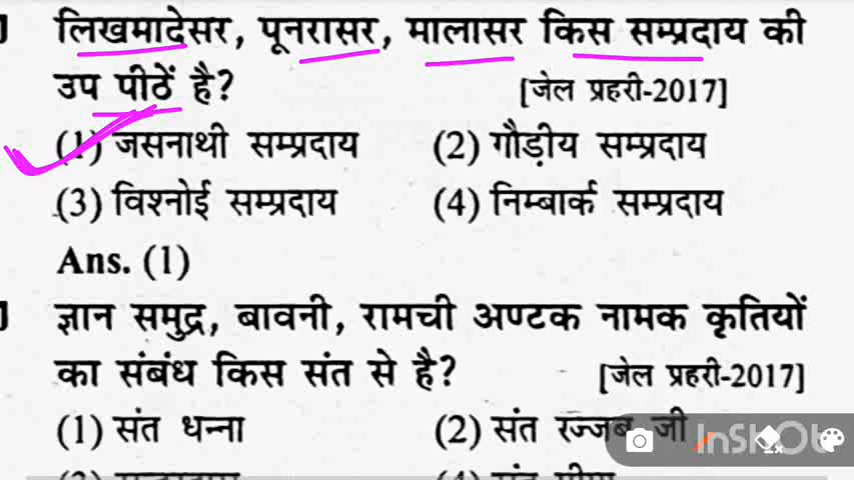 लिखमादेसर, पूनरासर, मालासर किस सम्प्रदाय की
उप पीठें है? [जेल प्रहरी-2017]
(1) जसनाथी सम्प्रदाय (2) गौड़ीय सम्प्रदाय
(3) विश्नोई सम्प्रदाय (4) निम्बार्क सम्प्रदाय
Ans. (1)
ज्ञान समुद्र, बावनी, रामची अण्टक नामक कृतियों
का संबंध किस संत से है? [जेल प्रहरी-2017]
(1) संत धन्ना (2) संत रज्जब जी
InShOt